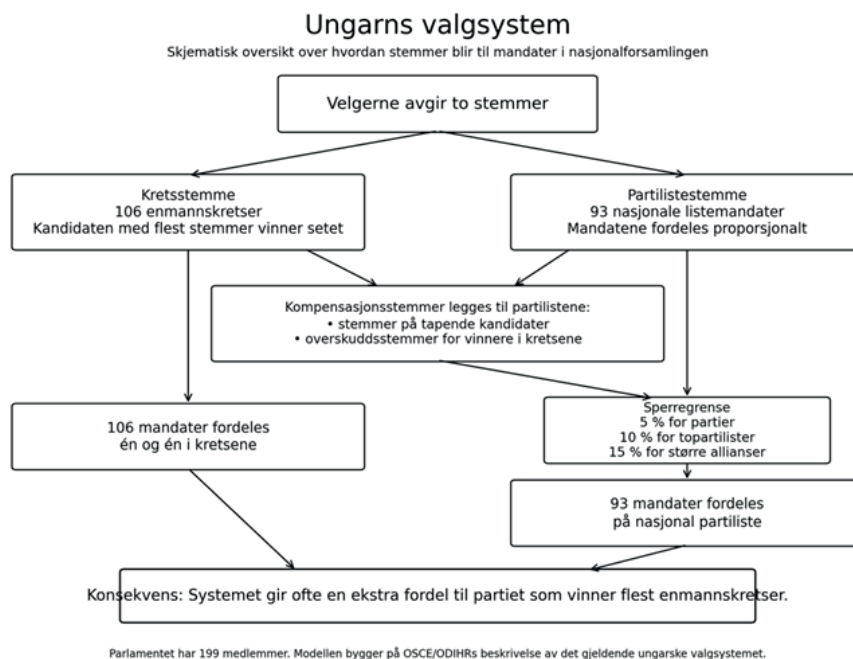 Ungarns valgsystem
Skjematisk oversikt over hvordan stemmer blir til mandater i nasjonalforsamlingen
Velgerne avgir to stemmer
Kretsstemme
106 enmannskretser
Kandidaten med flest stemmer vinner setet
Partilistestemme
93 nasjonale listemandater
Mandatene fordeles proporsjonalt
Kompensasjonsstemmer legges til partilistene:
• stemmer på tapende kandidater
• overskuddsstemmer for vinnere i kretsene
106 mandater fordeles
én og én i kretsene
Sperregrense
5 % for partier
10 % for topartilister
15 % for større allianser
93 mandater fordeles
på nasjonal partiliste
Konsekvens: Systemet gir ofte en ekstra fordel til partiet som vinner flest enmannskretser.
Parlamentet har 199 medlemmer. Modellen bygger på OSCE/ODIHRs beskrivelse av det gjeldende ungarske valgsystemet.